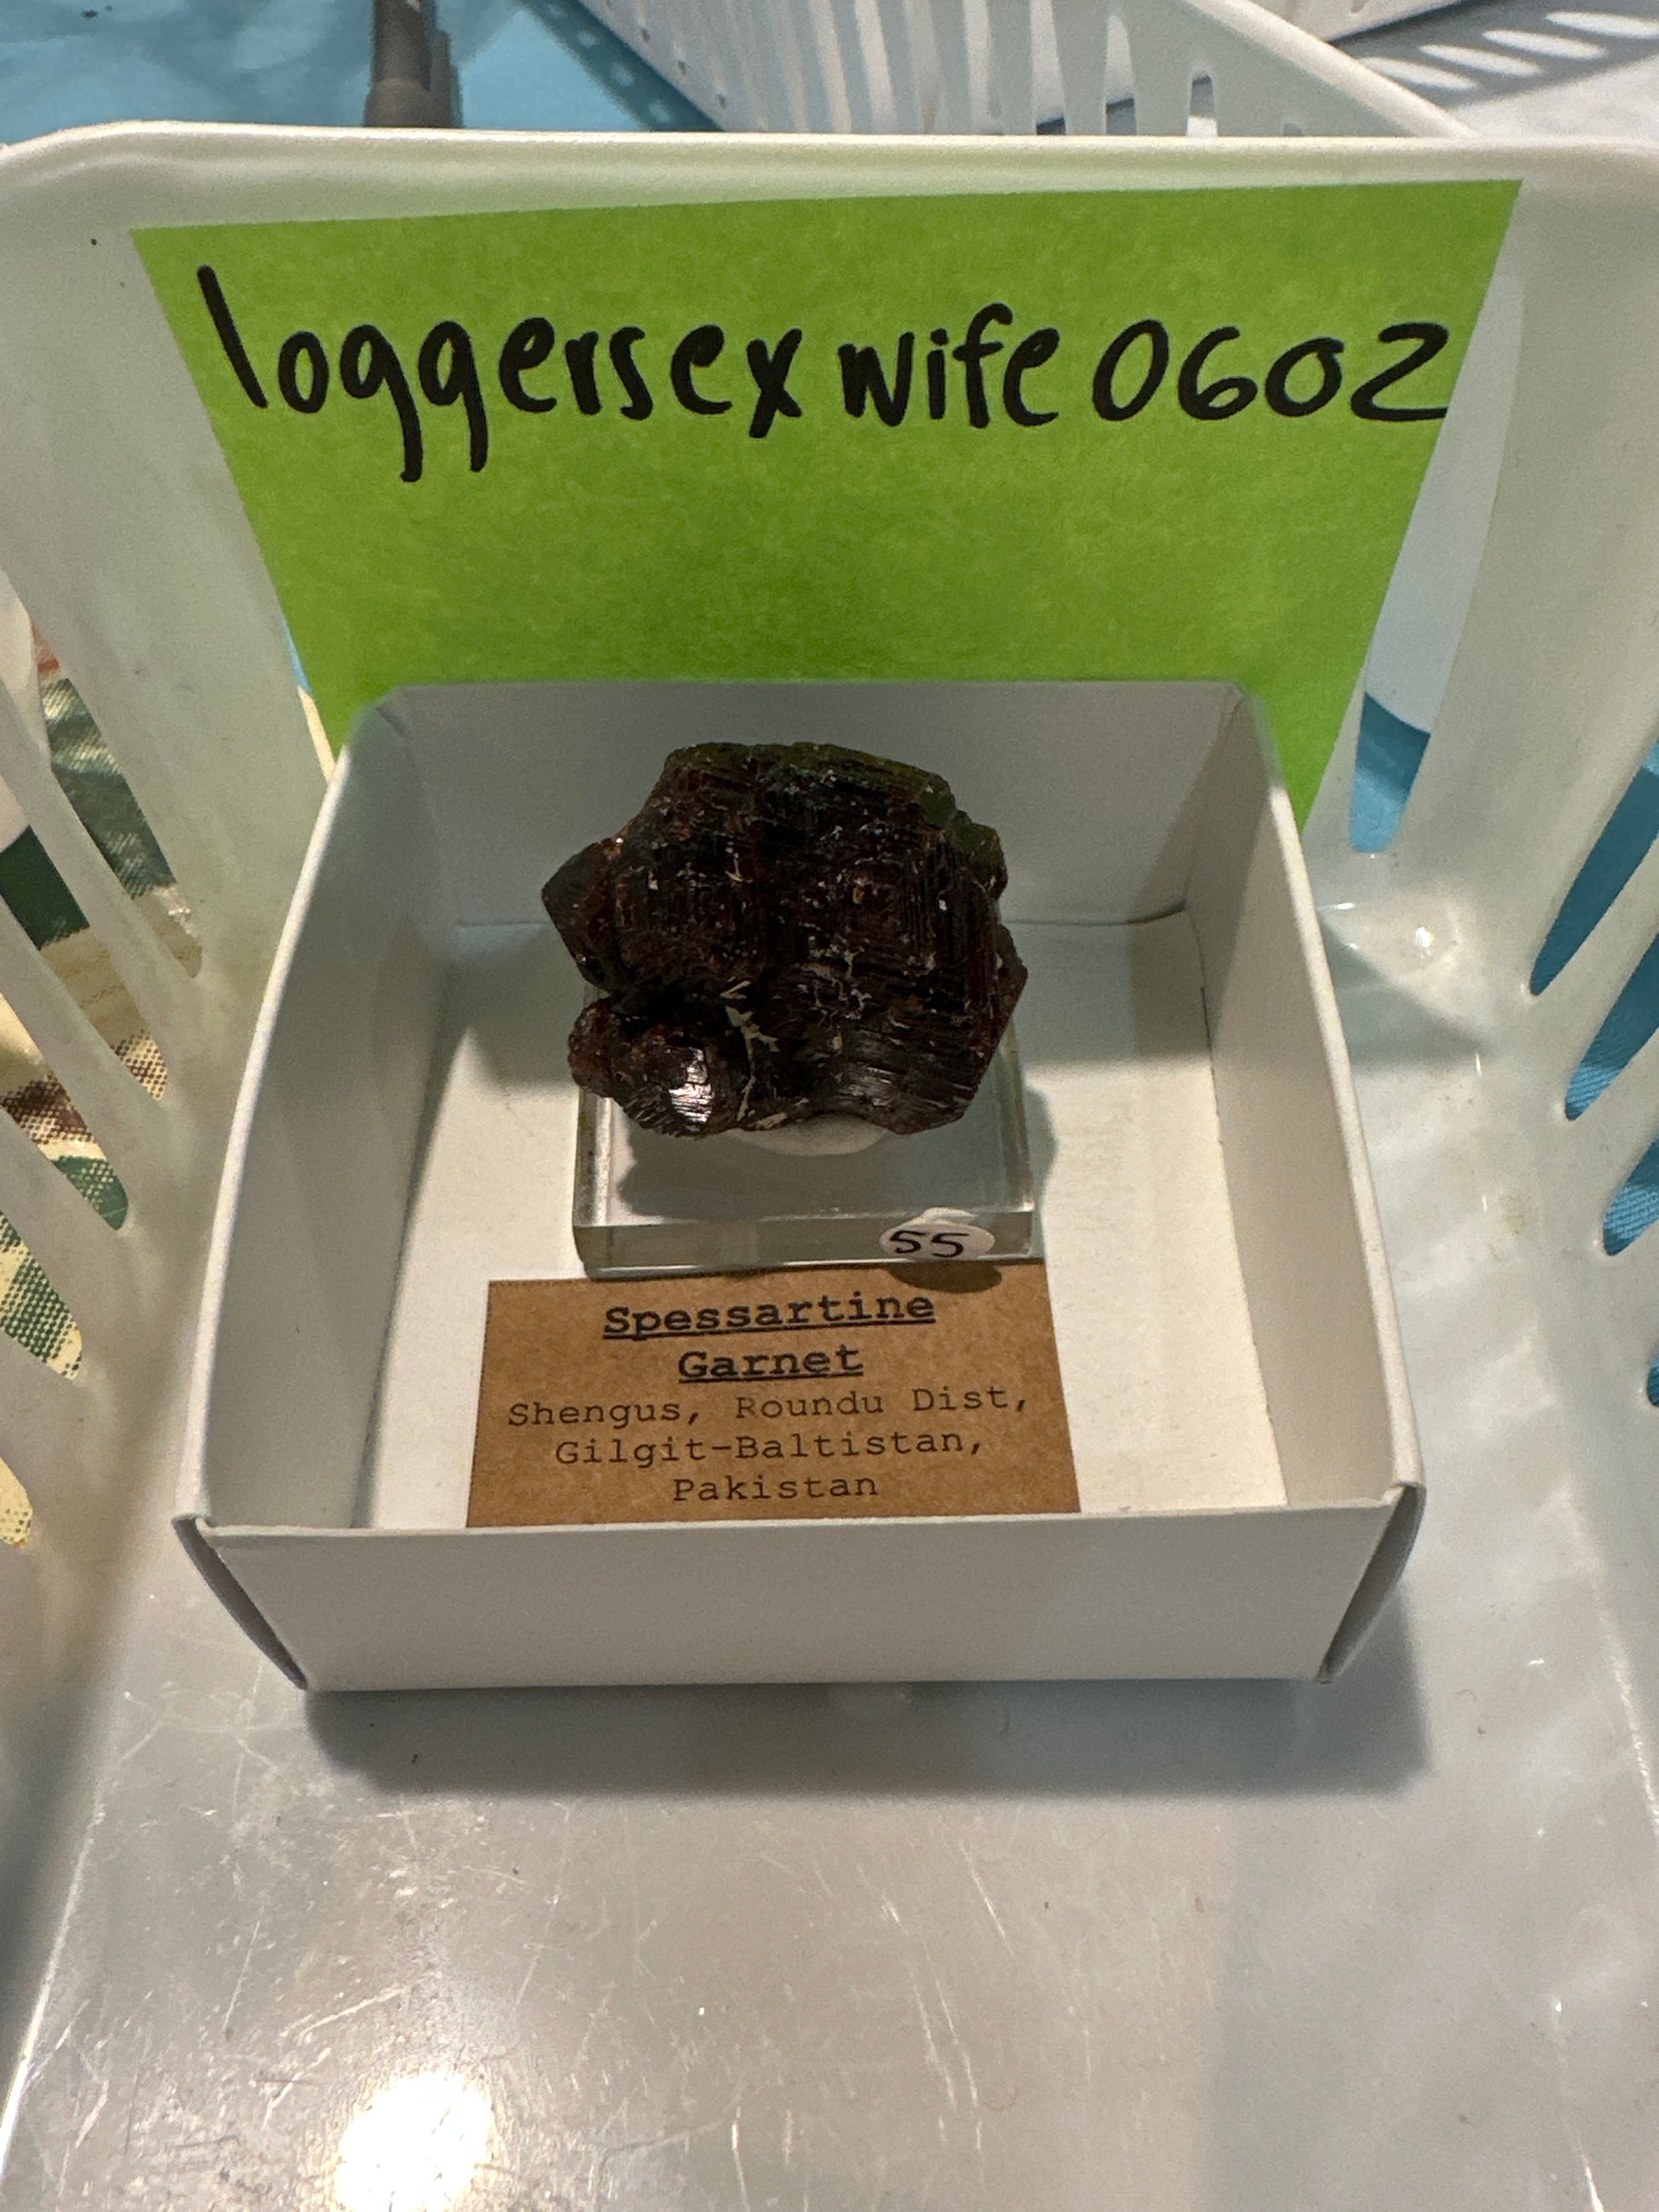 loggersexwife0602
55
Spessartine
Garnet
Shengus, Roundu Dist,
Gilgit-Baltistan,
Pakistan